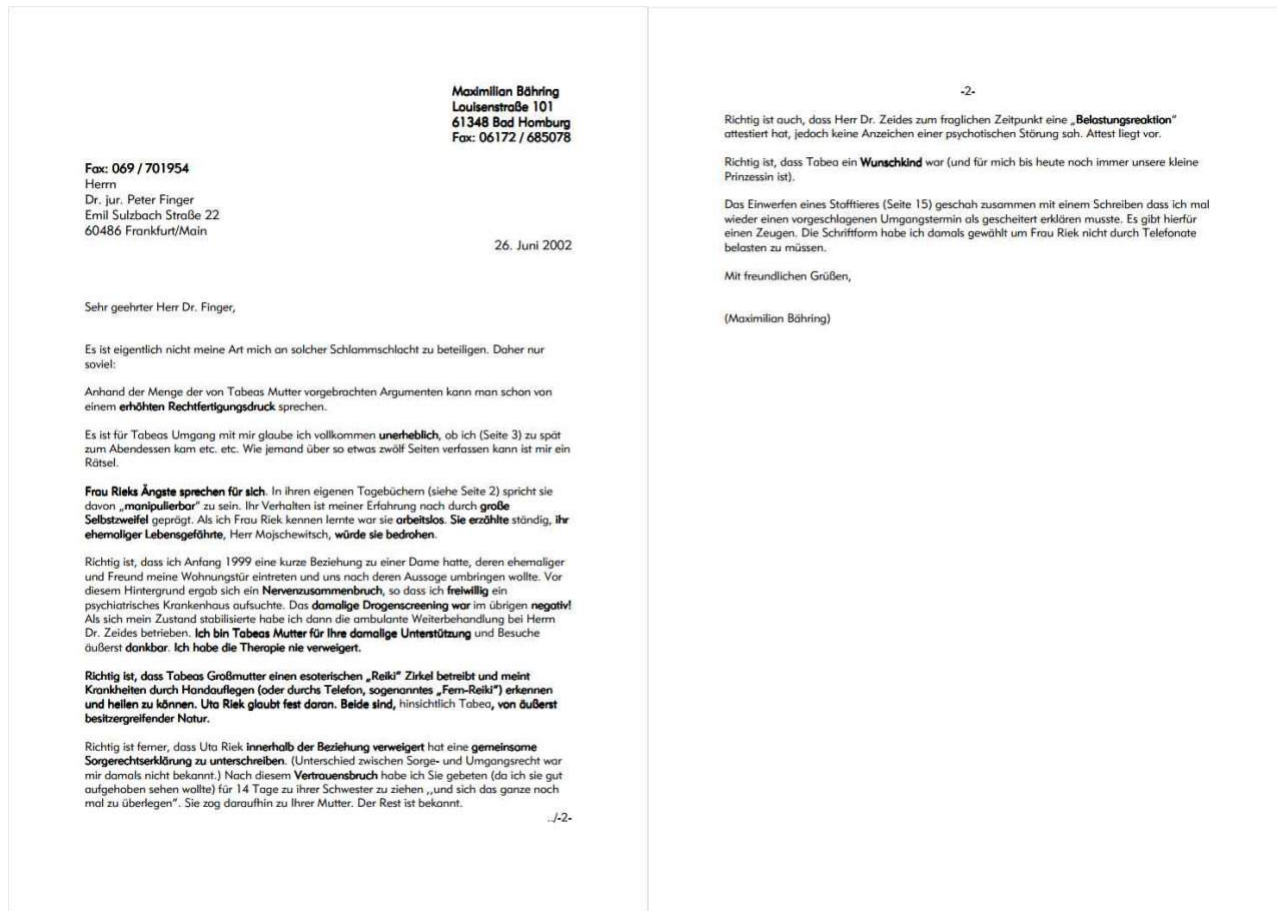 Maximilian Bähring
Louisenstraße 101
61348 Bad Homburg
Fax: 06172 / 685078
Fax: 069 / 701954
Herrn
Dr. jur. Peter Finger
Emil Sulzbach Straße 22
60486 Frankfurt/Main
26. Juni 2002
Sehr geehrter Herr Dr. Finger,
Es ist eigentlich nicht meine Art mich an solcher Schlammschlacht zu beteiligen. Daher nur
soviel:
Anhand der Menge der von Tabeas Mutter vorgebrachten Argumenten kann man schon von
einem erhöhten Rechtfertigungsdruck sprechen.
Es ist für Tabeas Umgang mit mir glaube ich vollkommen unerheblich, ob ich (Seite 3) zu spät
zum Abendessen kam etc. etc. Wie jemand über so etwas zwölf Seiten verfassen kann ist mir ein
Rätsel.
Frau Rieks Ängste sprechen für sich. In ihren eigenen Tagebüchern (siehe Seite 2) spricht sie
davon „manipulierbar" zu sein. Ihr Verhalten ist meiner Erfahrung nach durch große
Selbstzweifel geprägt. Als ich Frau Riek kennen lernte war sie arbeitslos. Sie erzählte ständig, ihr
ehemaliger Lebensgefährte, Herr Mojschewitsch, würde sie bedrohen.
Richtig ist, dass ich Anfang 1999 eine kurze Beziehung zu einer Dame hatte, deren ehemaliger
und Freund meine Wohnungstür eintreten und uns nach deren Aussage umbringen wollte. Vor
diesem Hintergrund ergab sich ein Nervenzusammenbruch, so dass ich freiwillig ein
psychiatrisches Krankenhaus aufsuchte. Das damalige Drogenscreening war im übrigen negativ!
Als sich mein Zustand stabilisierte habe ich dann die ambulante Weiterbehandlung bei Herrn
Dr. Zeides betrieben. Ich bin Tabeas Mutter für Ihre damalige Unterstützung und Besuche
äußerst dankbar. Ich habe die Therapie nie verweigert.
Richtig ist, dass Tabeas Großmutter einen esoterischen „Reiki" Zirkel betreibt und meint
Krankheiten durch Handauflegen (oder durchs Telefon, sogenanntes „Fern-Reiki") erkennen
und heilen zu können. Uta Riek glaubt fest daran. Beide sind, hinsichtlich Tabea, von äußerst
besitzergreifender Natur.
Richtig ist ferner, dass Uta Riek innerhalb der Beziehung verweigert hat eine gemeinsame
Sorgerechtserklärung zu unterschreiben. (Unterschied zwischen Sorge- und Umgangsrecht war
mir damals nicht bekannt.) Nach diesem Vertrauensbruch habe ich Sie gebeten (da ich sie gut
aufgehoben sehen wollte) für 14 Tage zu ihrer Schwester zu ziehen ,,und sich das ganze noch
mal zu überlegen". Sie zog daraufhin zu Ihrer Mutter. Der Rest ist bekannt.
../-2-
-2-
Richtig ist auch, dass Herr Dr. Zeides zum fraglichen Zeitpunkt eine „Belastungsreaktion"
attestiert hat, jedoch keine Anzeichen einer psychotischen Störung sah. Attest liegt vor.
Richtig ist, dass Tabea ein Wunschkind war (und für mich bis heute noch immer unsere kleine
Prinzessin ist).
Das Einwerfen eines Stofftieres (Seite 15) geschah zusammen mit einem Schreiben dass ich mal
wieder einen vorgeschlagenen Umgangstermin als gescheitert erklären musste. Es gibt hierfür
einen Zeugen. Die Schriftform habe ich damals gewählt um Frau Riek nicht durch Telefonate
belasten zu müssen.
Mit freundlichen Grüßen,
(Maximilian Bähring)